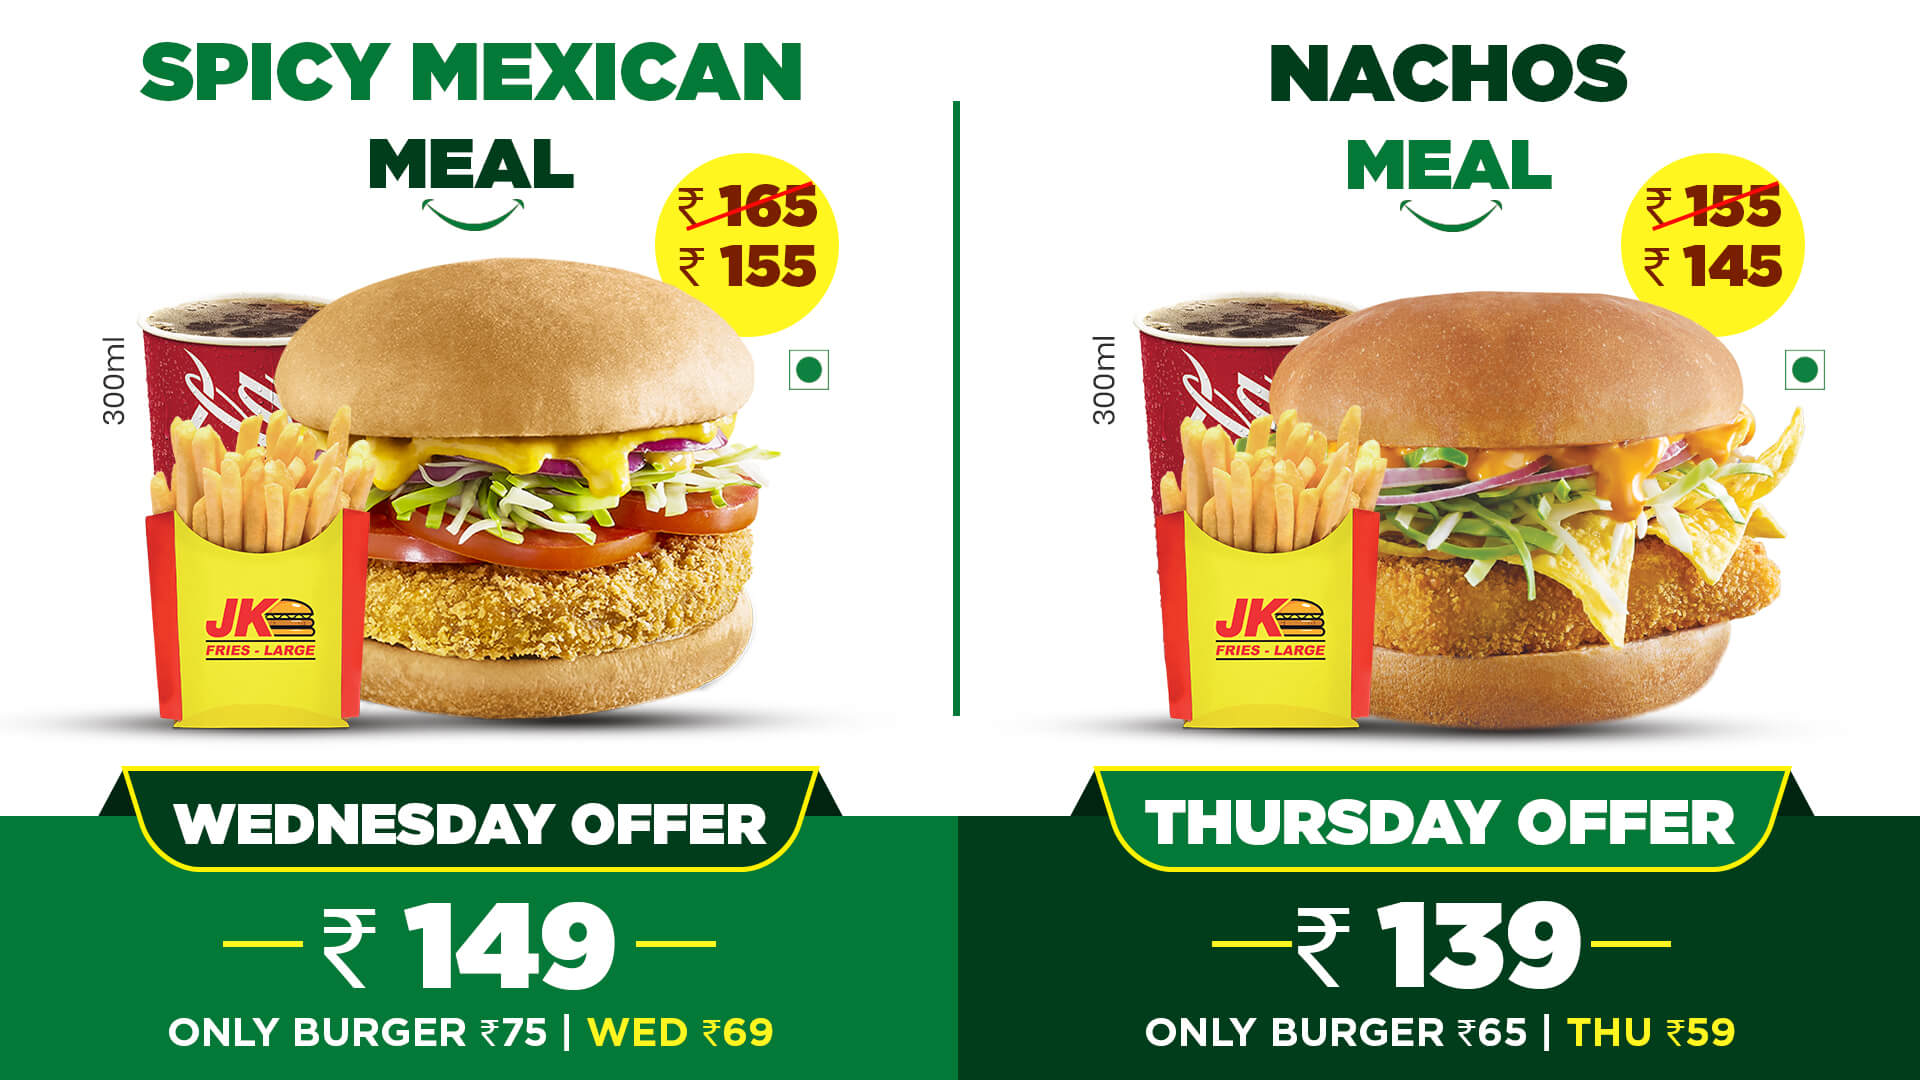 SPICY MEXICAN
MEAL
₹ 165
₹ 155
300ml
JK
FRIES - LARGE
WEDNESDAY OFFER
₹ 149
ONLY BURGER ₹75 | WED ₹69
NACHOS
MEAL
₹ 155
₹ 145
300ml
JK
FRIES - LARGE
THURSDAY OFFER
₹ 139
ONLY BURGER ₹65 | THU ₹59